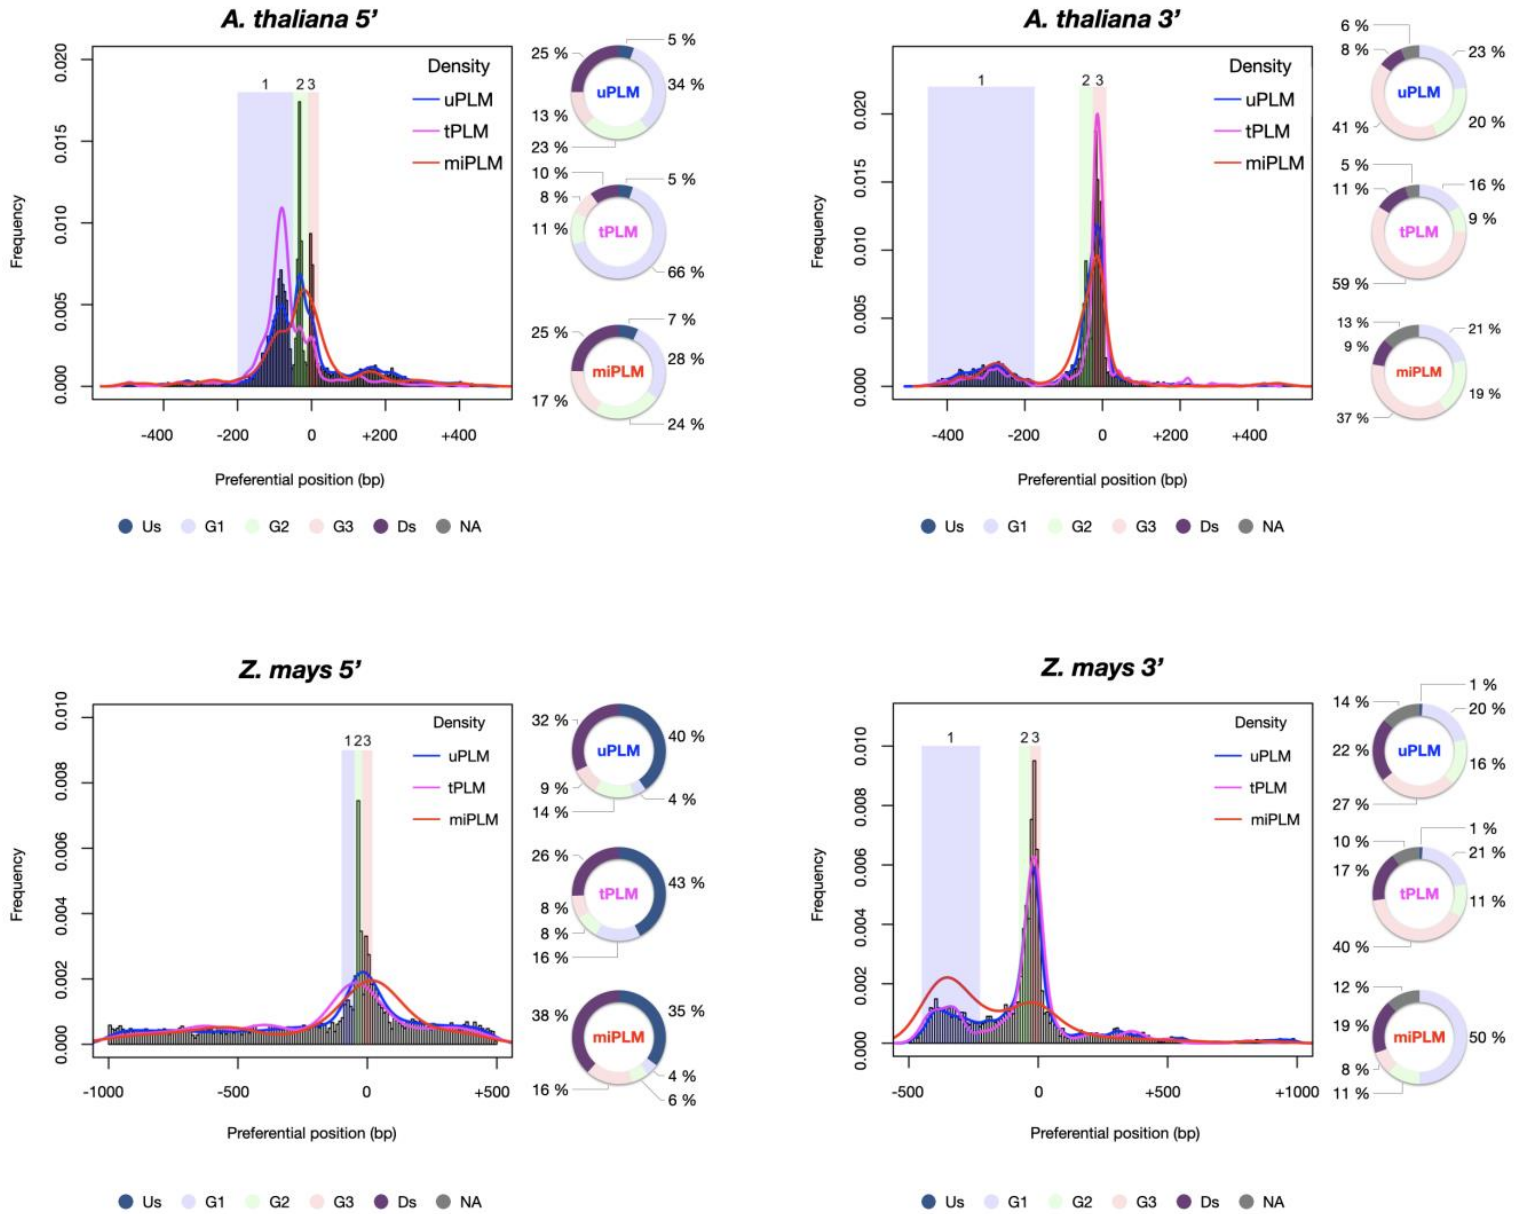 A. thaliana 5’
0.020
0.015
0.010
0.005
0.000
Frequency
1 2 3
Density
uPLM
tPLM
miPLM
-400 -200 0 +200 +400
Preferential position (bp)
Us G1 G2 G3 Ds NA
25 %
5 %
34 %
uPLM
13 %
23 %
10 %
5 %
8 %
11 %
tPLM
66 %
25 %
7 %
28 %
miPLM
17 %
24 %
A. thaliana 3’
0.020
0.015
0.010
0.005
0.000
Frequency
1 2 3
Density
uPLM
tPLM
miPLM
-400 -200 0 +200 +400
Preferential position (bp)
Us G1 G2 G3 Ds NA
6 %
8 %
23 %
uPLM
41 %
20 %
5 %
11 %
16 %
9 %
tPLM
59 %
13 %
9 %
21 %
miPLM
19 %
37 %
Z. mays 5’
0.010
0.008
0.006
0.004
0.002
0.000
Frequency
1 2 3
Density
uPLM
tPLM
miPLM
-1000 -500 0 +500
Preferential position (bp)
Us G1 G2 G3 Ds NA
32 %
40 %
uPLM
9 %
4 %
14 %
26 %
43 %
tPLM
8 %
8 %
16 %
38 %
35 %
miPLM
4 %
16 %
6 %
Z. mays 3’
0.010
0.008
0.006
0.004
0.002
0.000
Frequency
1 2 3
Density
uPLM
tPLM
miPLM
-500 0 +500 +1000
Preferential position (bp)
Us G1 G2 G3 Ds NA
14 %
1 %
20 %
22 %
uPLM
16 %
27 %
10 %
1 %
17 %
21 %
tPLM
11 %
40 %
12 %
19 %
miPLM
50 %
8 %
11 %